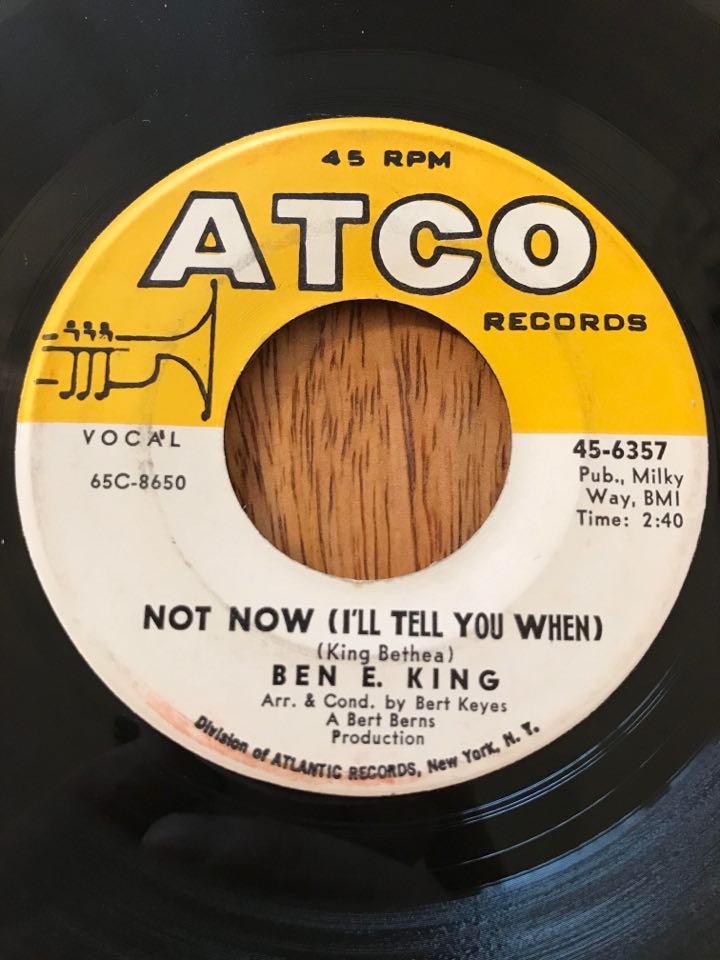 45 RPM
ATCO
RECORDS
VOCAL
65C-8650
45-6357
Pub., Milky
Way, BMI
Time: 2:40
NOT NOW (I'LL TELL YOU WHEN)
(King Bethea)
BEN E. KING
Arr. & Cond. by Bert Keyes
A Bert Berns
Production
Division of ATLANTIC RECORDS, New York, N. Y.